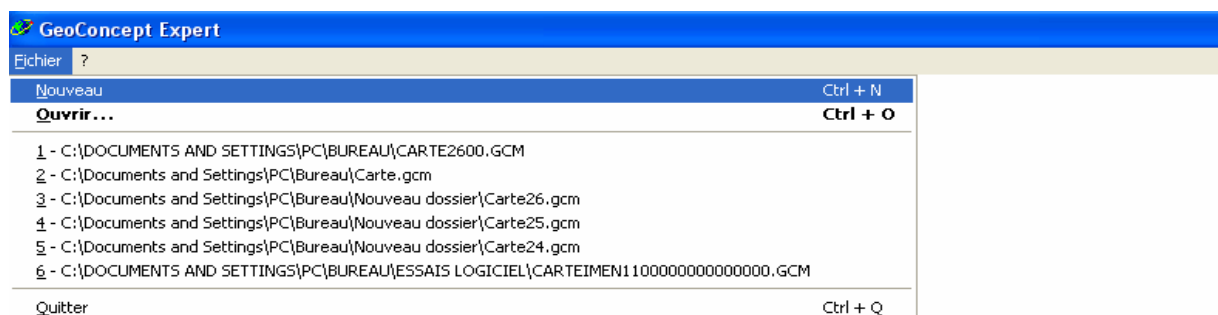 GeoConcept Expert
Fichier ?
Nouveau Ctrl + N
Ouvrir... Ctrl + O
1 - C:\DOCUMENTS AND SETTINGS\PC\BUREAU\CARTE2600.GCM
2 - C:\Documents and Settings\PC\Bureau\Carte.gcm
3 - C:\Documents and Settings\PC\Bureau\Nouveau dossier\Carte26.gcm
4 - C:\Documents and Settings\PC\Bureau\Nouveau dossier\Carte25.gcm
5 - C:\Documents and Settings\PC\Bureau\Nouveau dossier\Carte24.gcm
6 - C:\DOCUMENTS AND SETTINGS\PC\BUREAU\ESSAIS LOGICIEL\CARTEIMEN1100000000000000.GCM
Quitter Ctrl + Q